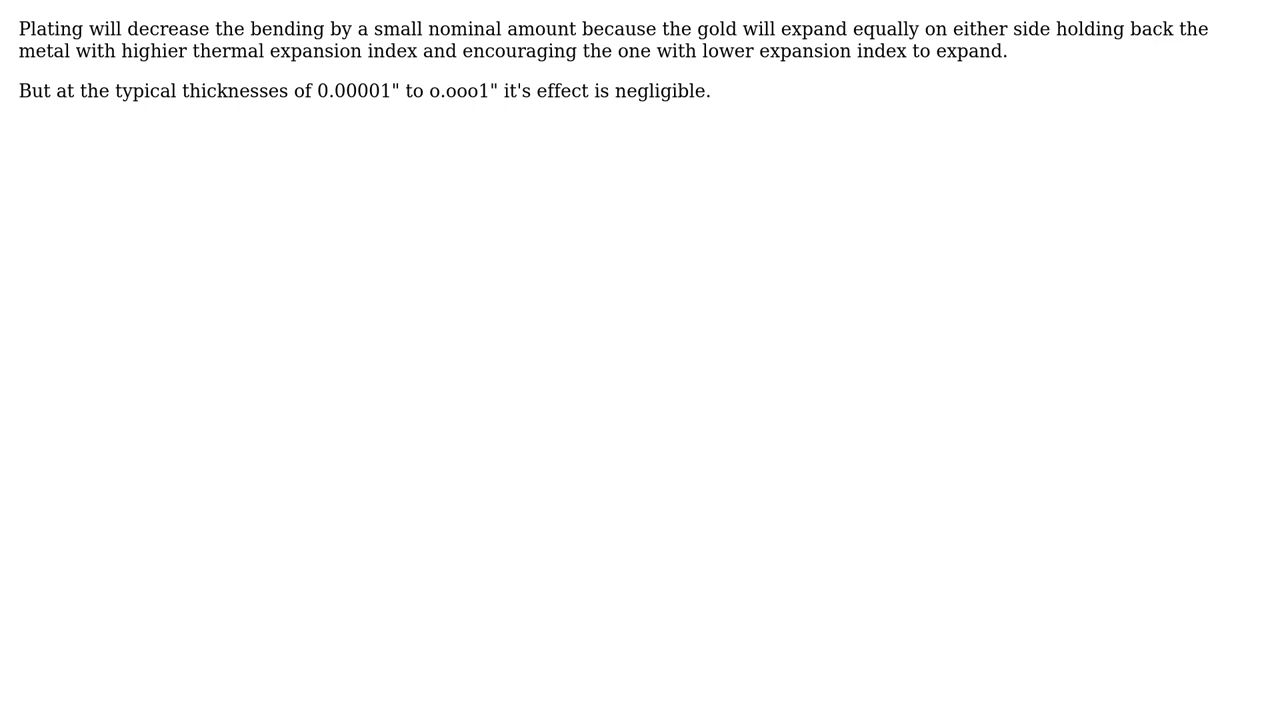 Plating will decrease the bending by a small nominal amount because the gold will expand equally on either side holding back the
metal with highier thermal expansion index and encouraging the one with lower expansion index to expand.
But at the typical thicknesses of 0.00001" to o.ooo1" it's effect is negligible.